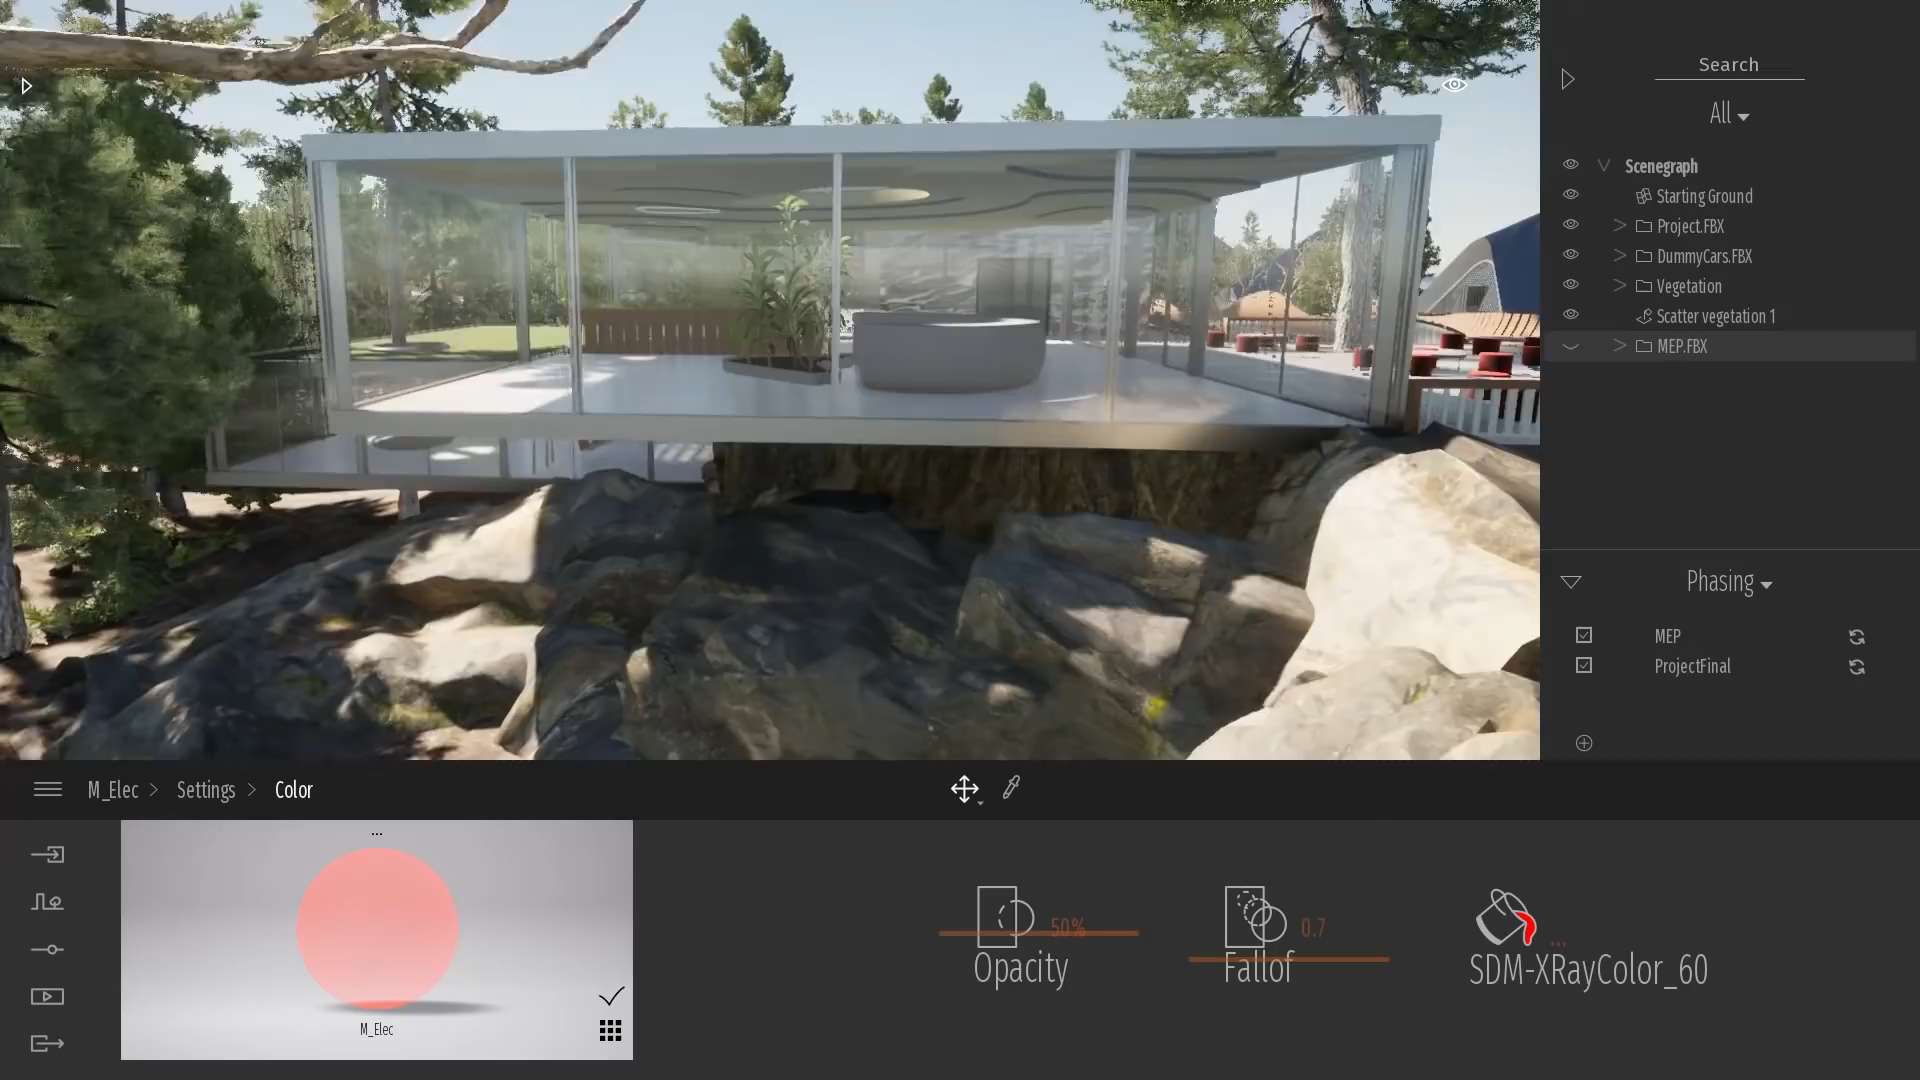 Search
All
Scenegraph
Starting Ground
Project.FBX
DummyCars.FBX
Vegetation
Scatter vegetation 1
MEP.FBX
Phasing
MEP
ProjectFinal
M_Elec > Settings > Color
...
M_Elec
50%
Opacity
0.7
Fallof
...
SDM-XRayColor_60